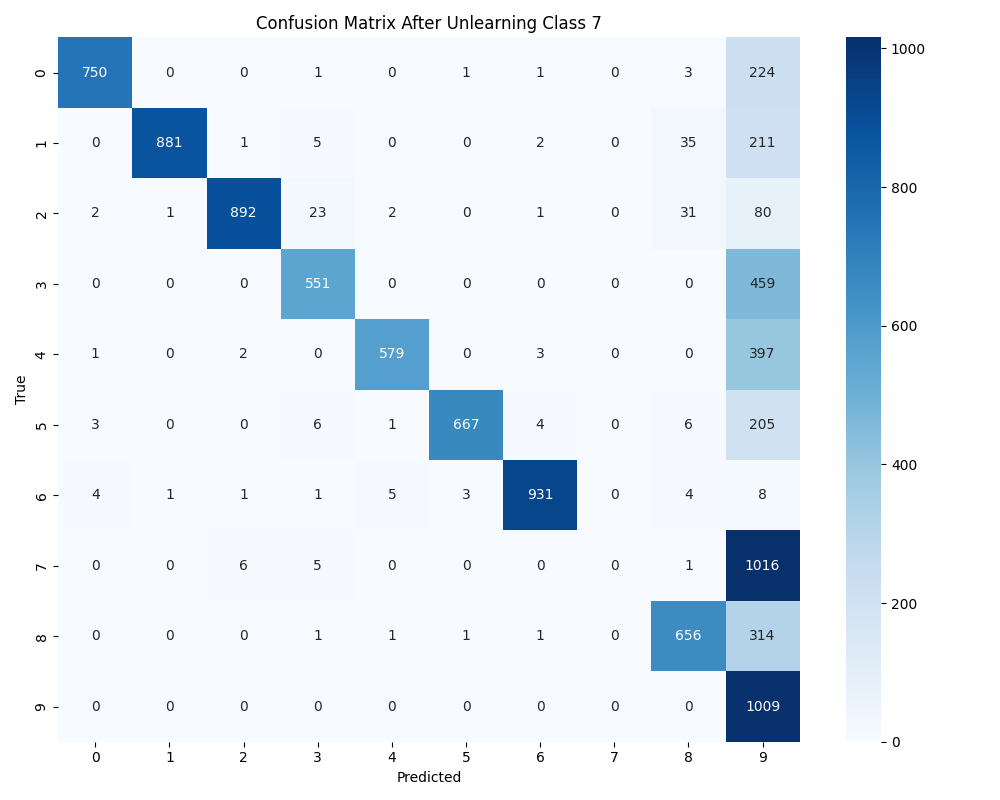 Confusion Matrix After Unlearning Class 7
0 750 0 0 1 0 1 1 0 3 224
1 0 881 1 5 0 0 2 0 35 211
2 2 1 892 23 2 0 1 0 31 80
3 0 0 0 551 0 0 0 0 0 459
4 1 0 2 0 579 0 3 0 0 397
5 3 0 0 6 1 667 4 0 6 205
6 4 1 1 1 5 3 931 0 4 8
7 0 0 6 5 0 0 0 0 1 1016
8 0 0 0 1 1 1 1 0 656 314
9 0 0 0 0 0 0 0 0 0 1009
0 1 2 3 4 5 6 7 8 9
Predicted
True
1000
800
600
400
200
0